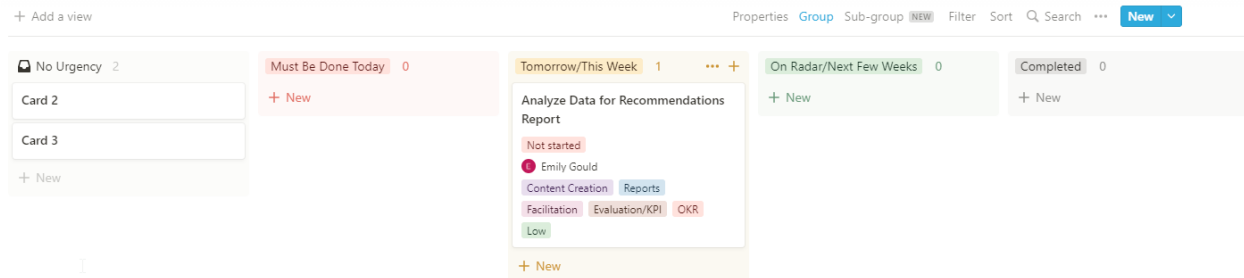 + Add a view
Properties Group Sub-group NEW Filter Sort Search ••• New
No Urgency 2
Card 2
Card 3
+ New
Must Be Done Today 0
+ New
Tomorrow/This Week 1 ••• +
Analyze Data for Recommendations
Report
Not started
E Emily Gould
Content Creation Reports
Facilitation Evaluation/KPI OKR
Low
+ New
On Radar/Next Few Weeks 0
+ New
Completed 0
+ New